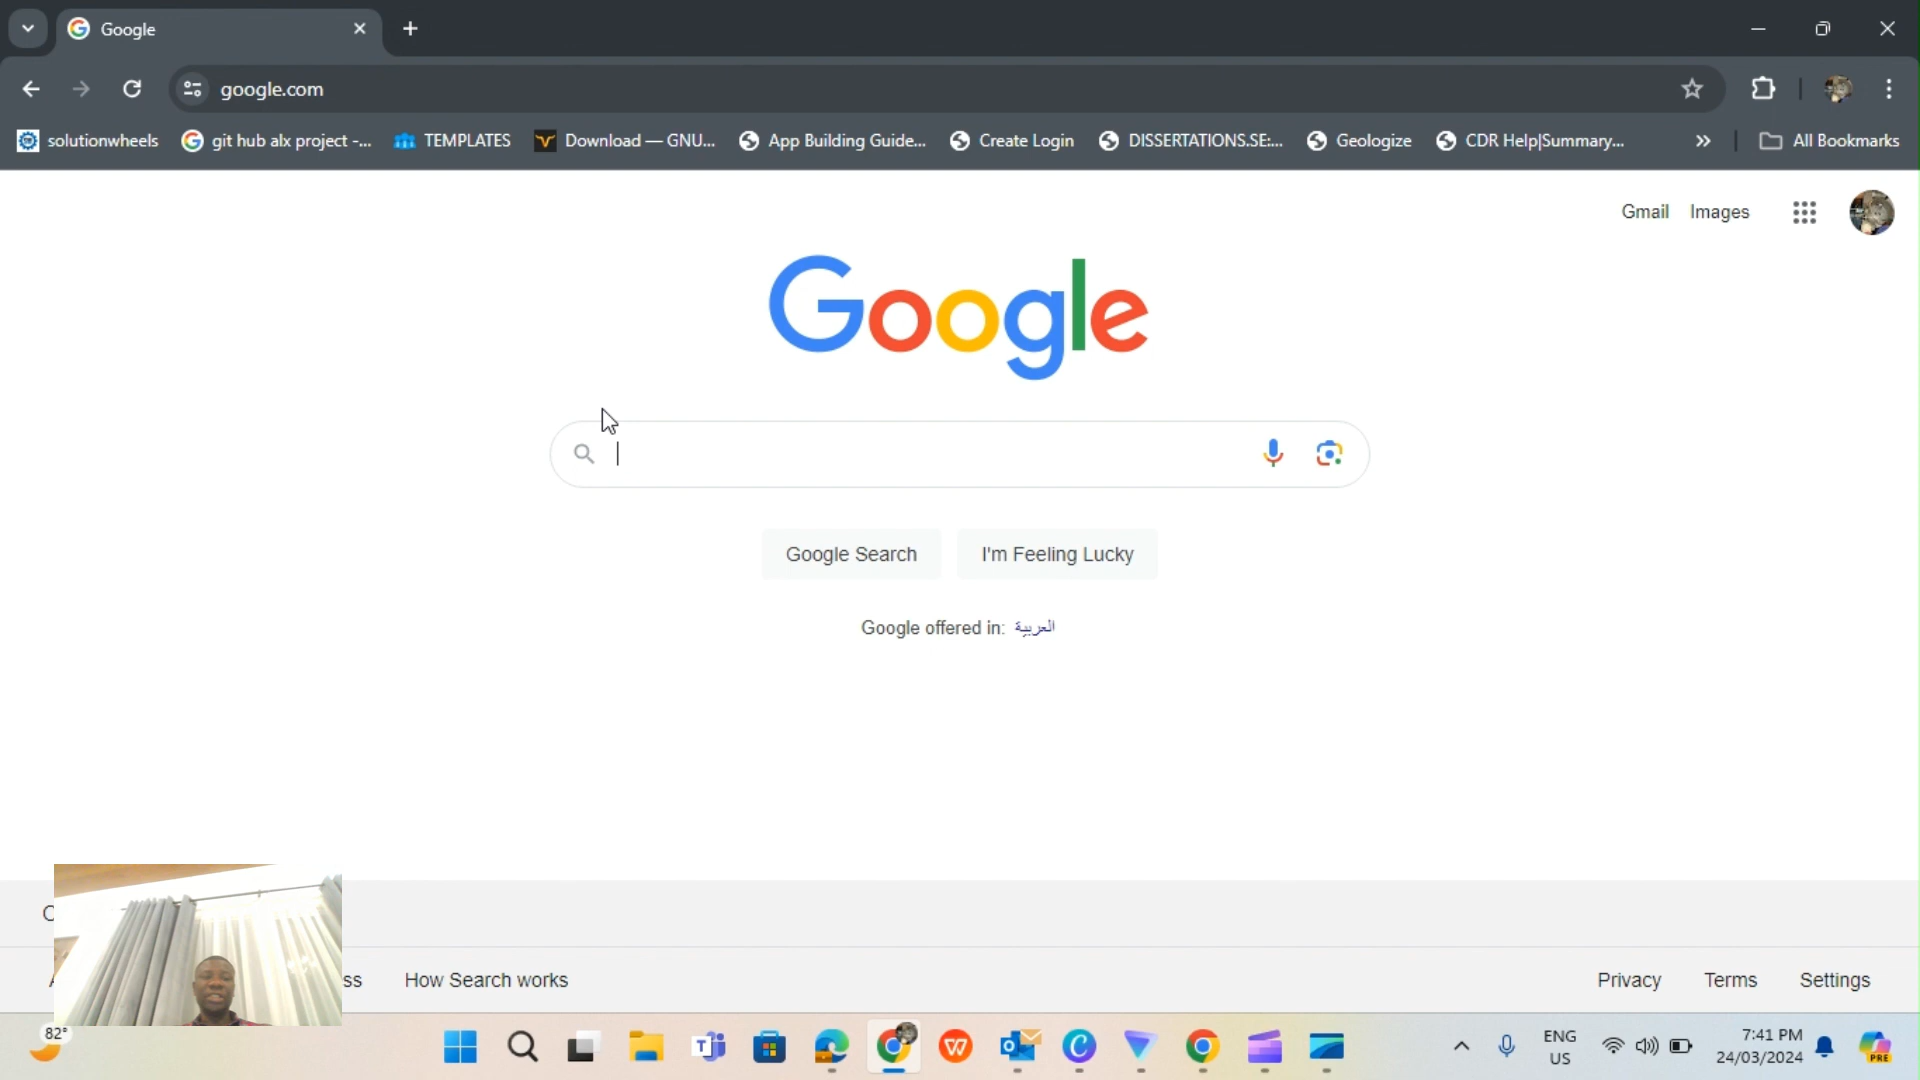 Google
google.com
solutionwheels git hub alx project -... TEMPLATES Download — GNU... App Building Guide... Create Login DISSERTATIONS.SE:... Geologize CDR Help|Summary... » All Bookmarks
Gmail Images
Google
Google Search I'm Feeling Lucky
Google offered in: العربية
ss How Search works Privacy Terms Settings
82°
ENG
US
7:41 PM
24/03/2024
PRE